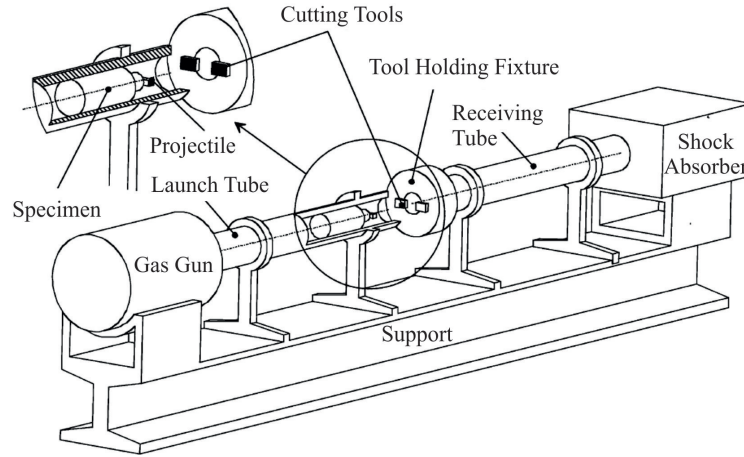 Cutting Tools
Tool Holding Fixture
Receiving
Tube
Shock
Absorber
Projectile
Launch Tube
Specimen
Gas Gun
Support